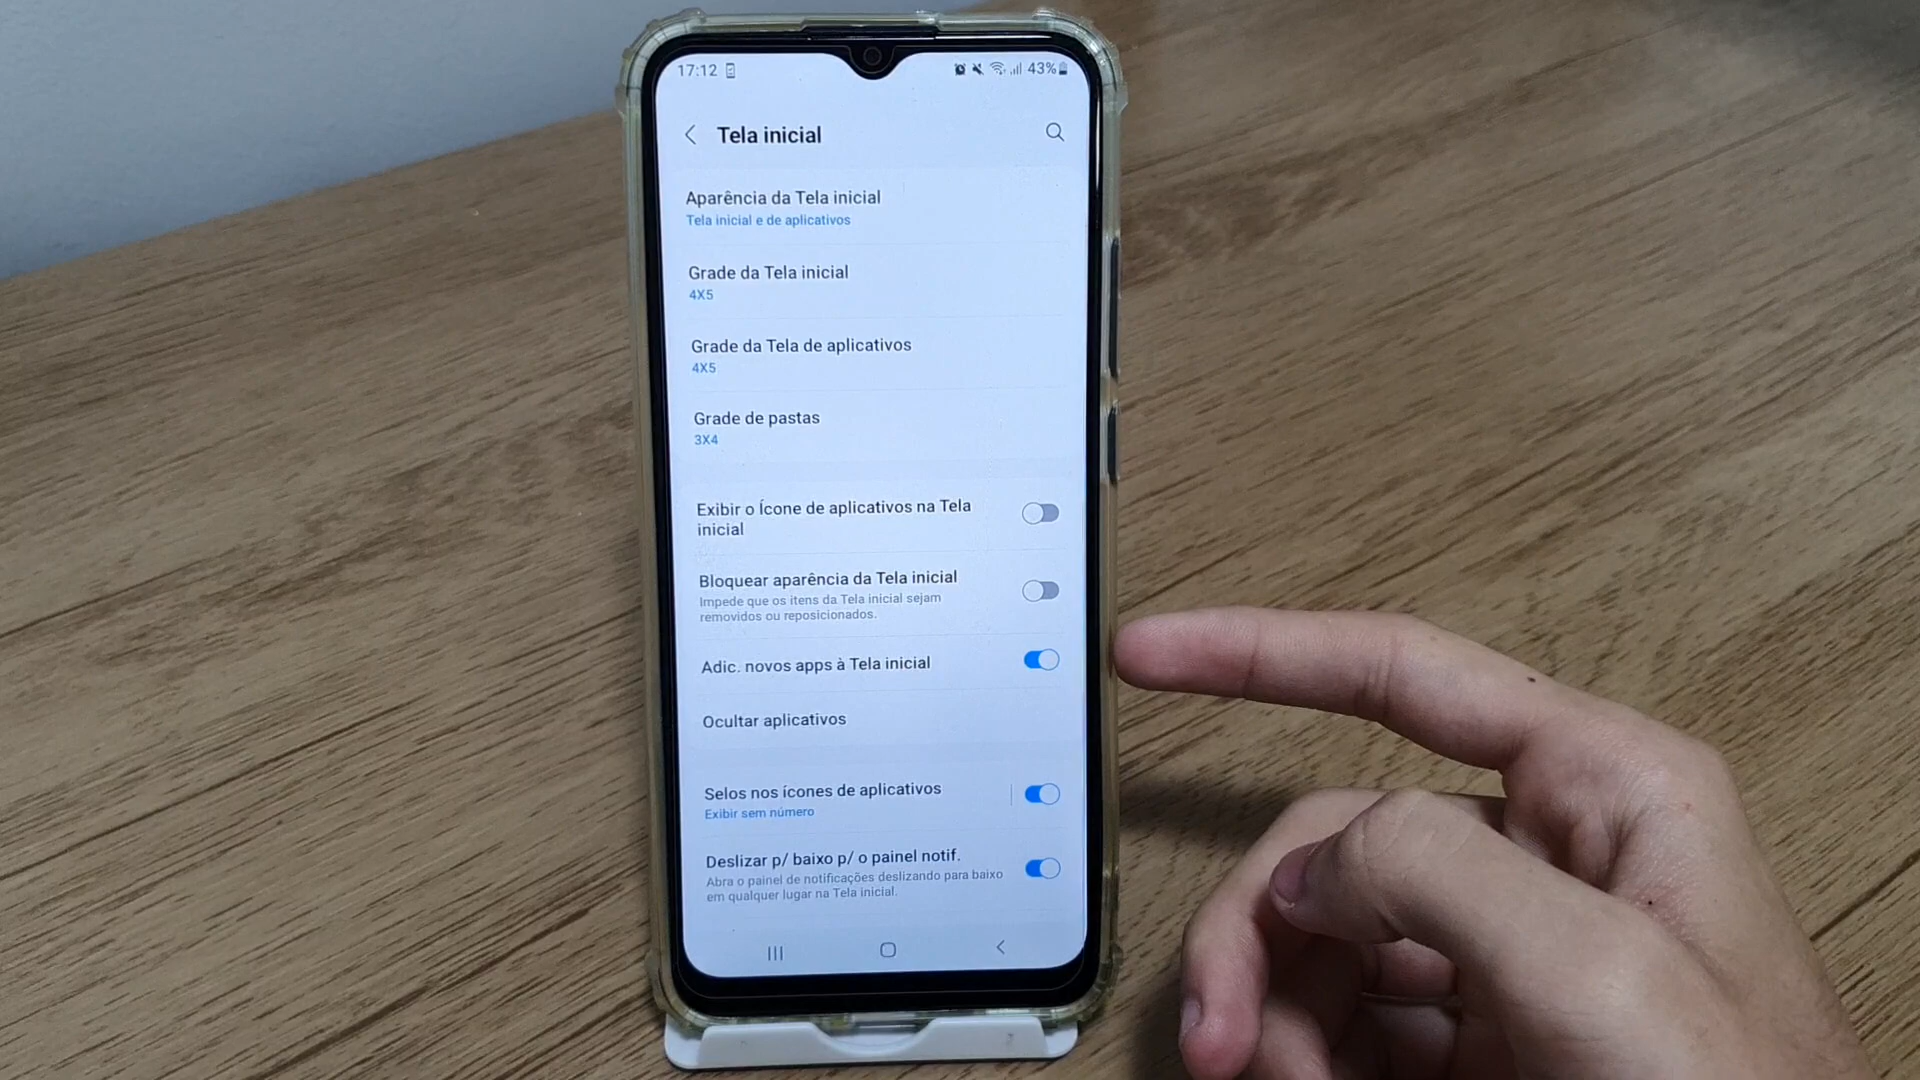 17:12
43%
Tela inicial
Aparência da Tela inicial
Tela inicial e de aplicativos
Grade da Tela inicial
4X5
Grade da Tela de aplicativos
4X5
Grade de pastas
3X4
Exibir o Ícone de aplicativos na Tela
inicial
Bloquear aparência da Tela inicial
Impede que os itens da Tela inicial sejam
removidos ou reposicionados.
Adic. novos apps à Tela inicial
Ocultar aplicativos
Selos nos ícones de aplicativos
Exibir sem número
Deslizar p/ baixo p/ o painel notif.
Abra o painel de notificações deslizando para baixo
em qualquer lugar na Tela inicial.